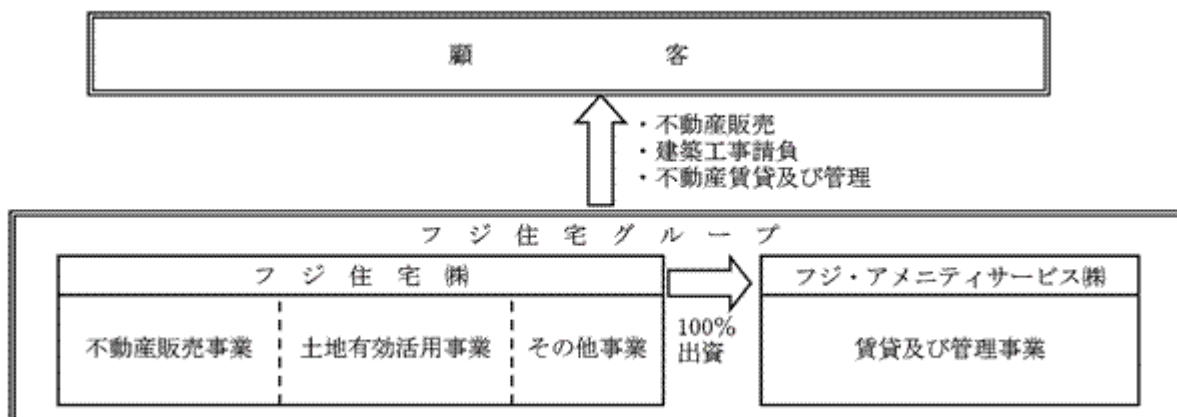 顧客
・不動産販売
・建築工事請負
・不動産賃貸及び管理
フジ住宅グループ
フジ住宅㈱
フジ・アメニティサービス㈱
不動産販売事業
土地有効活用事業
その他事業
100%
出資
賃貸及び管理事業